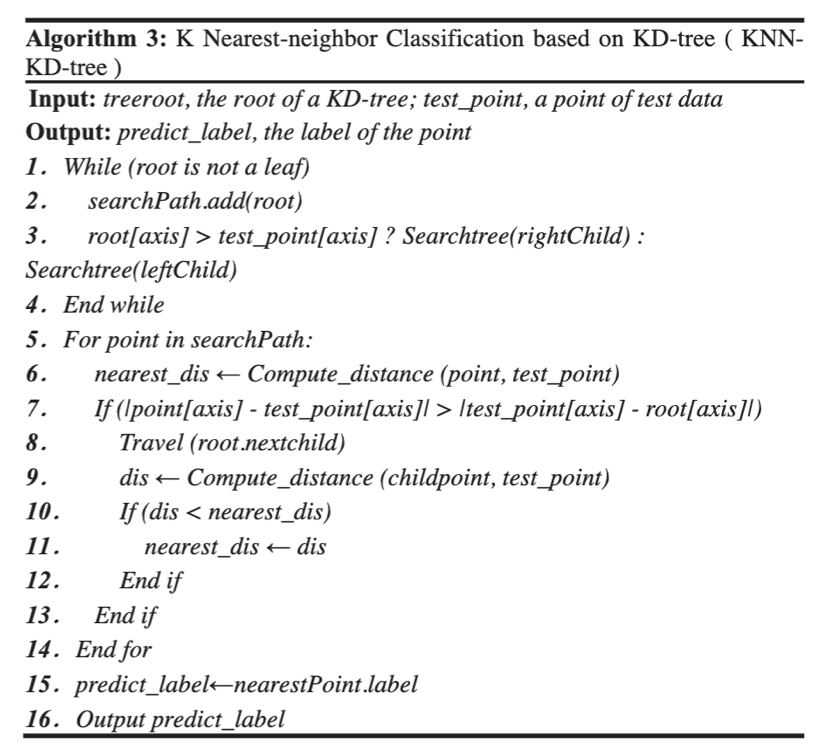 Algorithm 3: K Nearest-neighbor Classification based on KD-tree ( KNN-
KD-tree )
Input: treeroot, the root of a KD-tree; test_point, a point of test data
Output: predict_label, the label of the point
1. While (root is not a leaf)
2. searchPath.add(root)
3. root[axis] > test_point[axis] ? Searchtree(rightChild) :
Searchtree(leftChild)
4. End while
5. For point in searchPath:
6. nearest_dis ← Compute_distance (point, test_point)
7. If (|point[axis] - test_point[axis]| > |test_point[axis] - root[axis]|)
8. Travel (root.nextchild)
9. dis ← Compute_distance (childpoint, test_point)
10. If (dis < nearest_dis)
11. nearest_dis ← dis
12. End if
13. End if
14. End for
15. predict_label←nearestPoint.label
16. Output predict_label